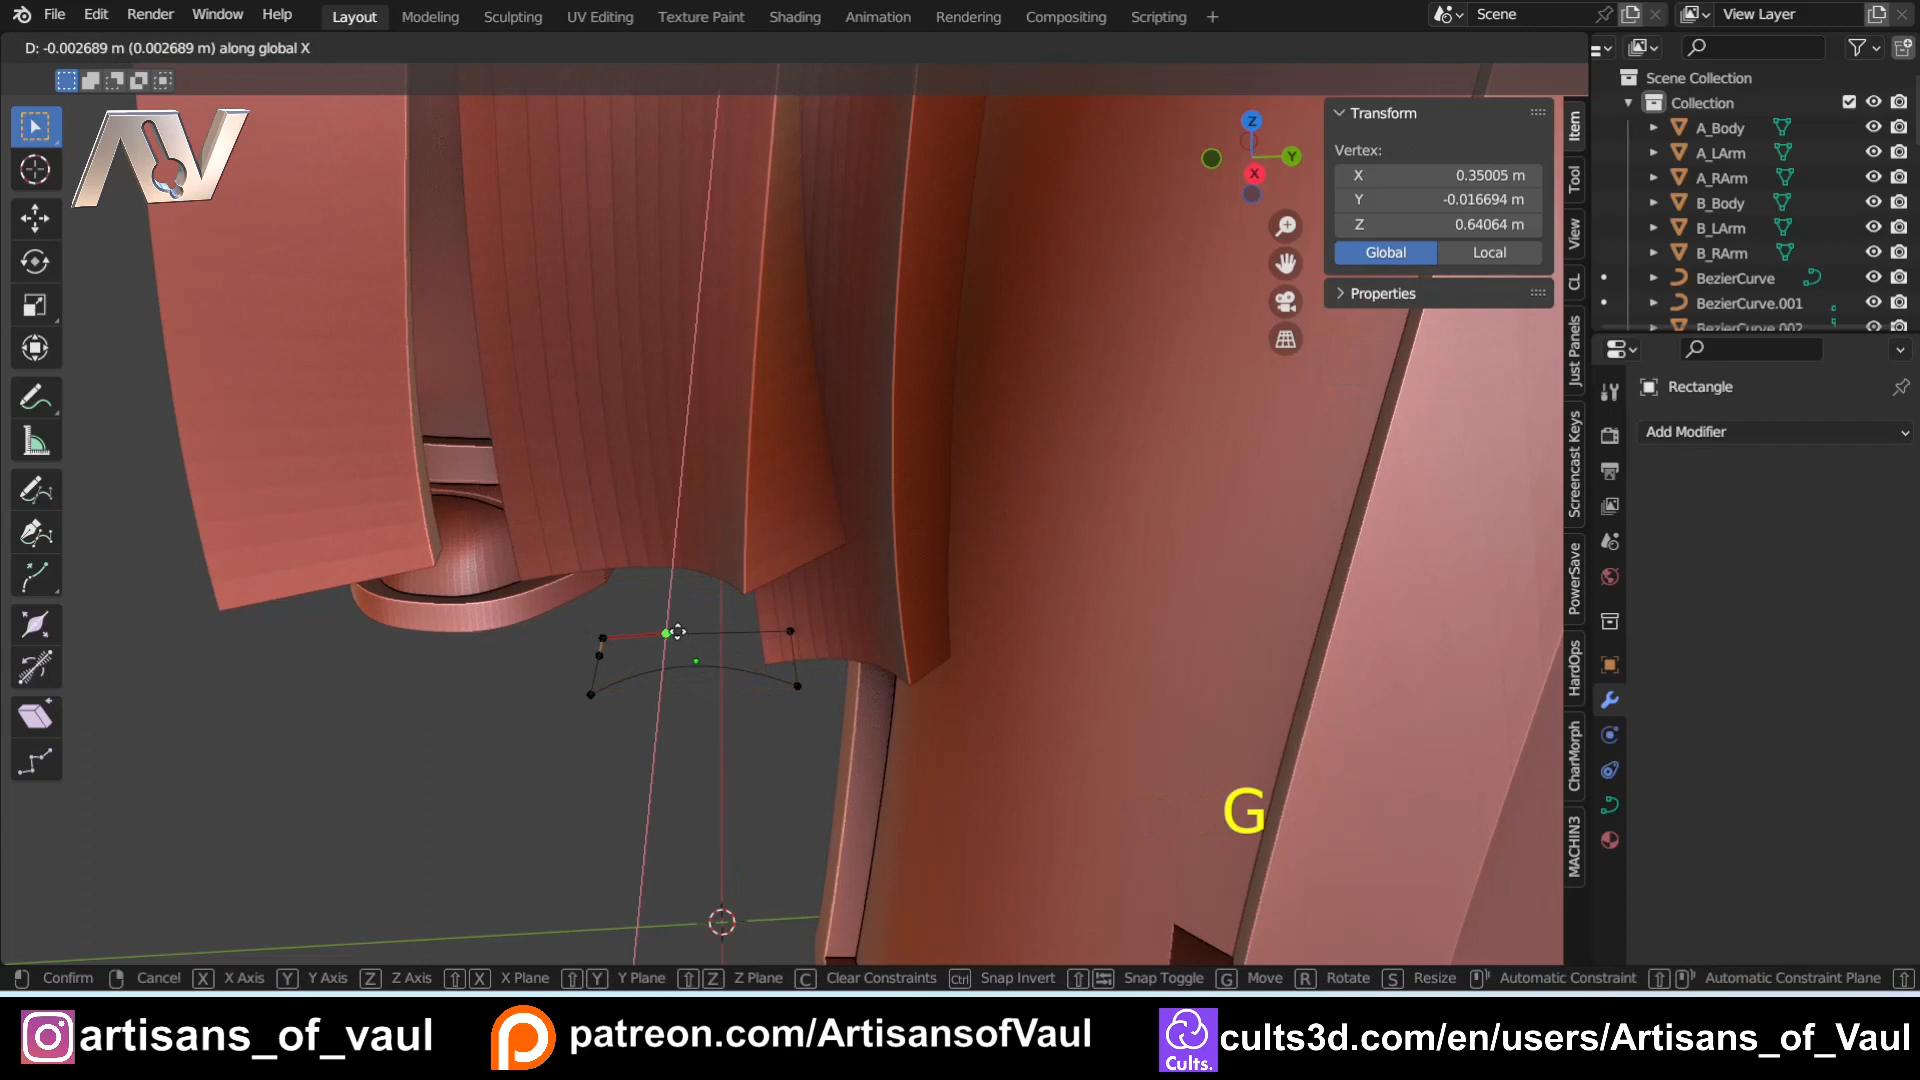 File Edit Render Window Help Layout Modeling Sculpting UV Editing Texture Paint Shading Animation Rendering Compositing Scripting + Scene View Layer
D: -0.002689 m (0.002689 m) along global X
Scene Collection
Collection
A_Body
A_LArm
A_RArm
B_Body
B_LArm
B_RArm
BezierCurve
BezierCurve.001
BezierCurve.002
AV
Z
Y
X
Transform
Vertex:
X 0.35005 m
Y -0.016694 m
Z 0.64064 m
Global Local
Properties
Item
Tool
View
CL
Just Panels
Screencast Keys
PowerSave
HardOps
CharMorph
MACHIN3
Rectangle
Add Modifier
G
Confirm Cancel X X Axis Y Y Axis Z Z Axis X X Plane Y Y Plane Z Z Plane C Clear Constraints Ctrl Snap Invert Snap Toggle G Move R Rotate S Resize Automatic Constraint Automatic Constraint Plane
artisans_of_vaul patreon.com/ArtisansofVaul Cults. cults3d.com/en/users/Artisans_of_Vaul